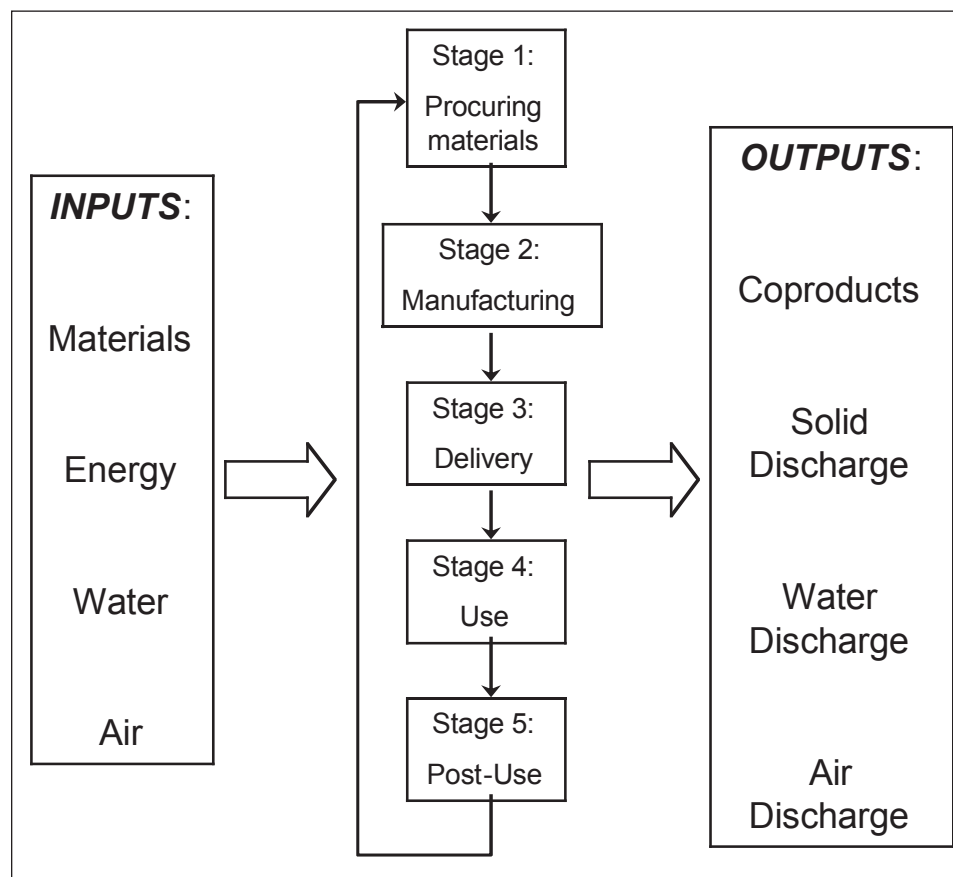 INPUTS:
Materials
Energy
Water
Air
Stage 1:
Procuring
materials
Stage 2:
Manufacturing
Stage 3:
Delivery
Stage 4:
Use
Stage 5:
Post-Use
OUTPUTS:
Coproducts
Solid
Discharge
Water
Discharge
Air
Discharge